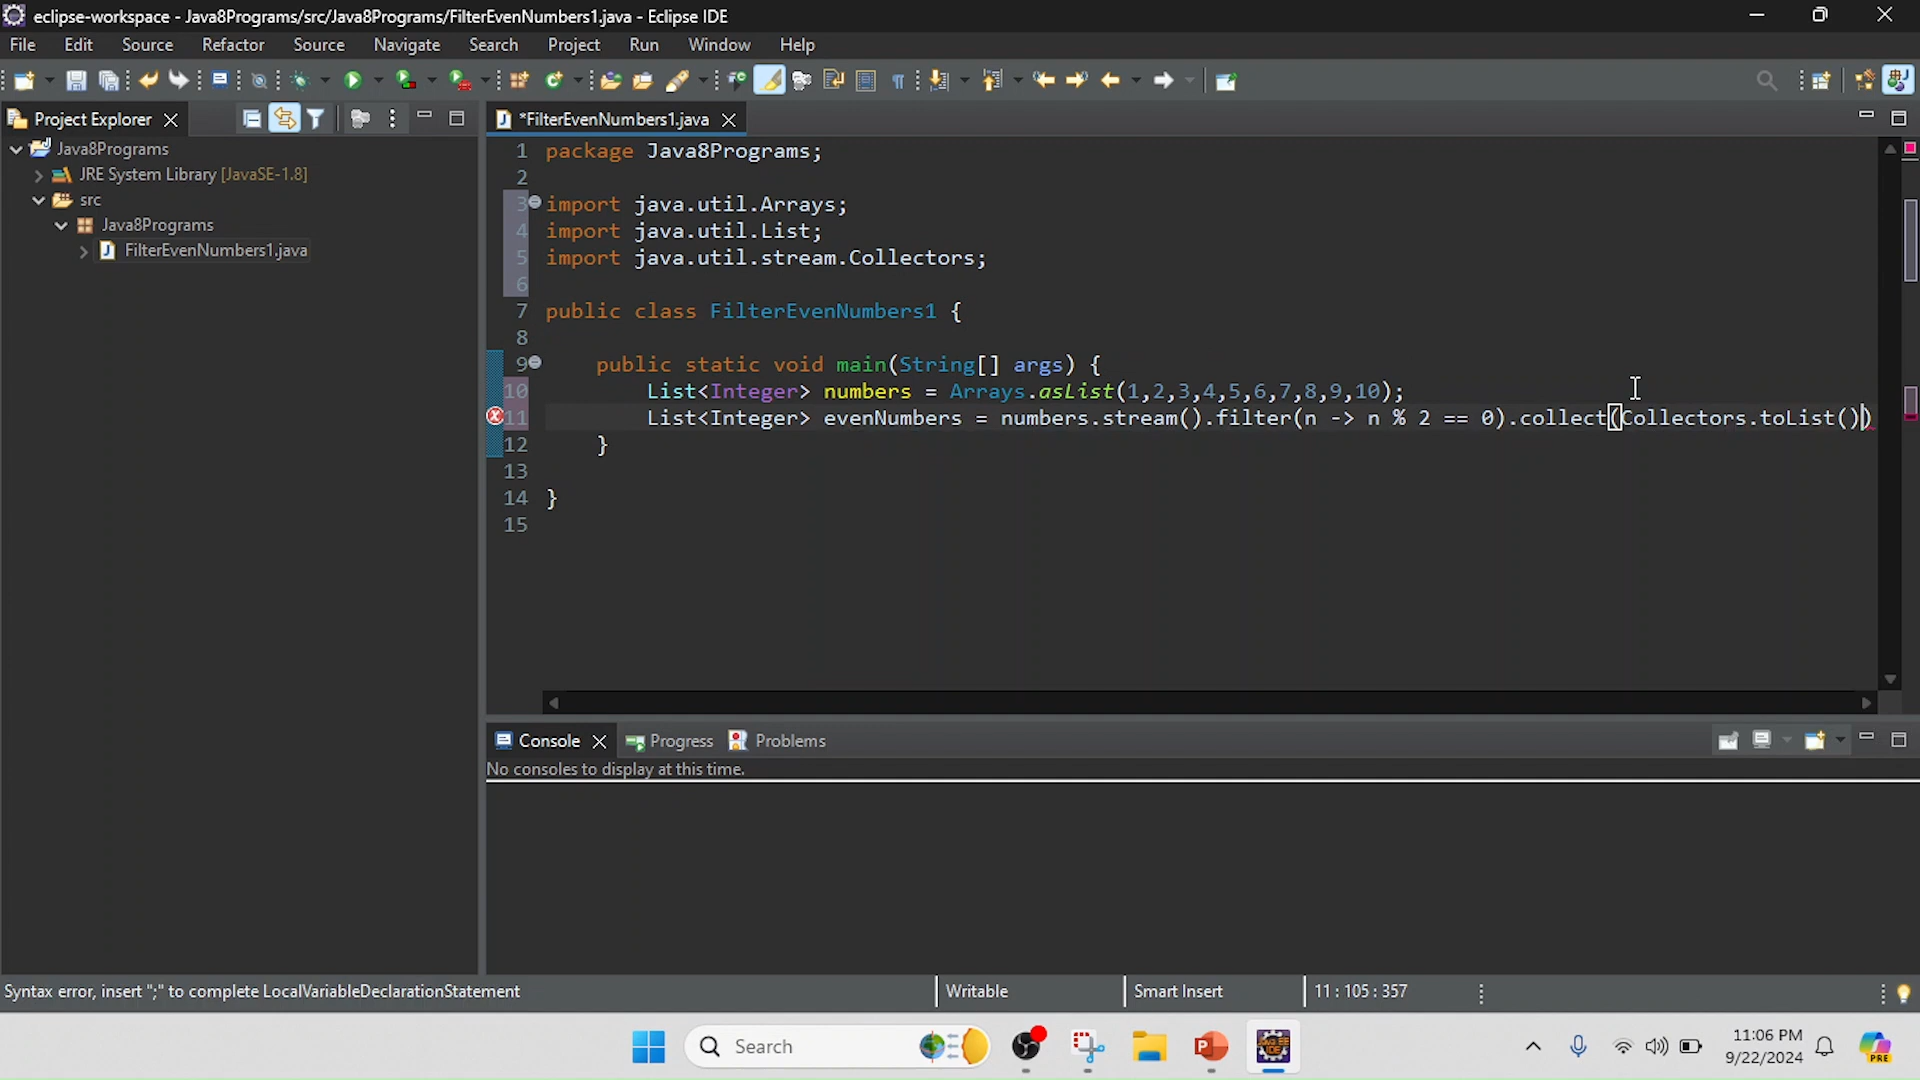 eclipse-workspace - Java8Programs/src/Java8Programs/FilterEvenNumbers1.java - Eclipse IDE
File Edit Source Refactor Source Navigate Search Project Run Window Help
Project Explorer
*FilterEvenNumbers1.java
Java8Programs
JRE System Library [JavaSE-1.8]
src
Java8Programs
FilterEvenNumbers1.java
1 package Java8Programs;
2
3 import java.util.Arrays;
4 import java.util.List;
5 import java.util.stream.Collectors;
6
7 public class FilterEvenNumbers1 {
8
9 public static void main(String[] args) {
10 List<Integer> numbers = Arrays.asList(1,2,3,4,5,6,7,8,9,10);
11 List<Integer> evenNumbers = numbers.stream().filter(n -> n % 2 == 0).collect(Collectors.toList())
12 }
13
14 }
15
Console Progress Problems
No consoles to display at this time.
Syntax error, insert ";" to complete LocalVariableDeclarationStatement
Writable
Smart Insert
11 : 105 : 357
Search
11:06 PM
9/22/2024
PRE